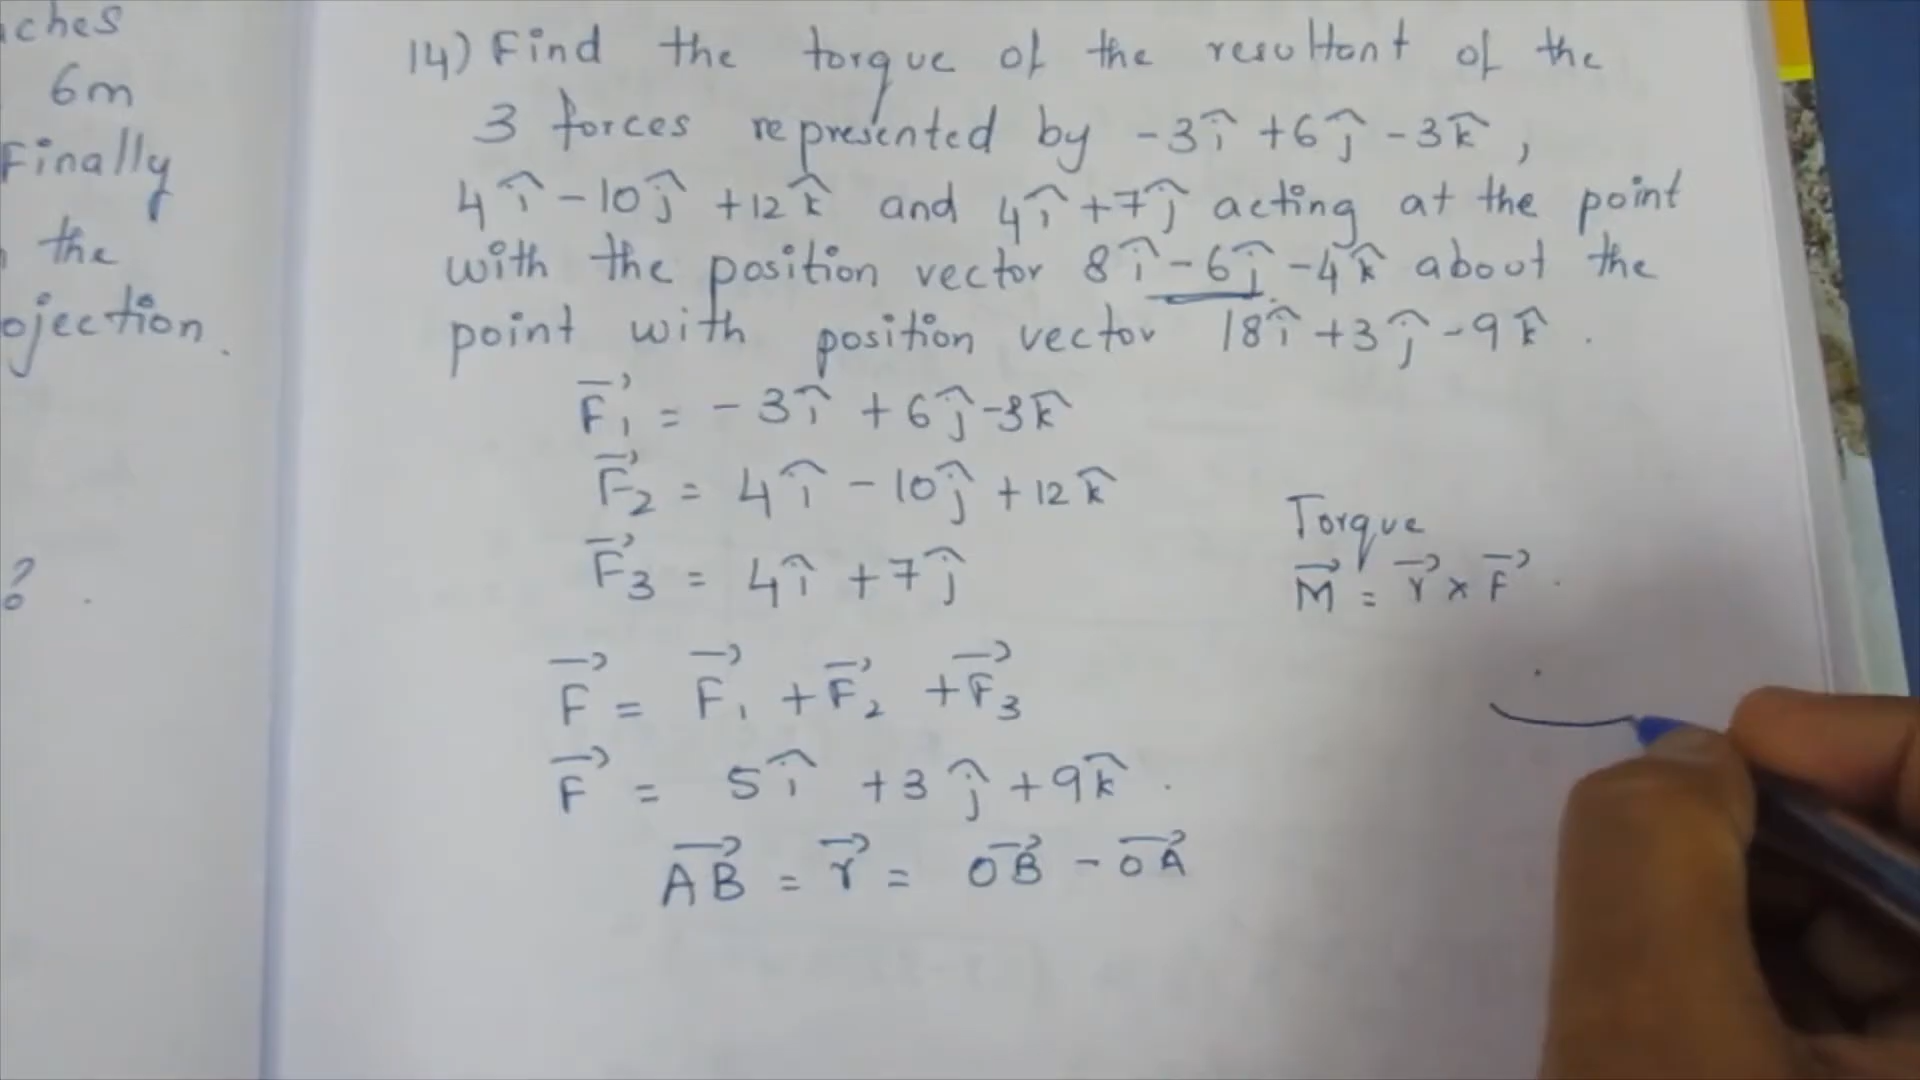 ches
6m
Finally
the
ojection.
?
14) Find the torque of the resultant of the
3 forces represented by -3î + 6ĵ - 3k̂,
4î - 10ĵ + 12k̂ and 4î + 7ĵ acting at the point
with the position vector 8î - 6ĵ - 4k̂ about the
point with position vector 18î + 3ĵ - 9k̂.
F⃗₁ = -3î + 6ĵ - 3k̂
F⃗₂ = 4î - 10ĵ + 12k̂
F⃗₃ = 4î + 7ĵ
Torque
M⃗ = r⃗ × F⃗.
F⃗ = F⃗₁ + F⃗₂ + F⃗₃
F⃗ = 5î + 3ĵ + 9k̂.
AB⃗ = r⃗ = OB⃗ - OA⃗